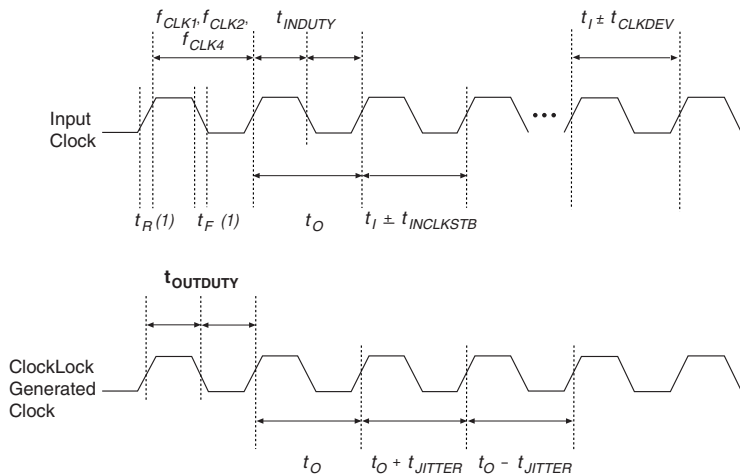 f_CLK1, f_CLK2,
f_CLK4
t_INDUTY
t_I ± t_CLKDEV
Input
Clock
t_R (1)
t_F (1)
t_O
t_I ± t_INCLKSTB
t_OUTDUTY
ClockLock
Generated
Clock
t_O
t_O + t_JITTER
t_O − t_JITTER